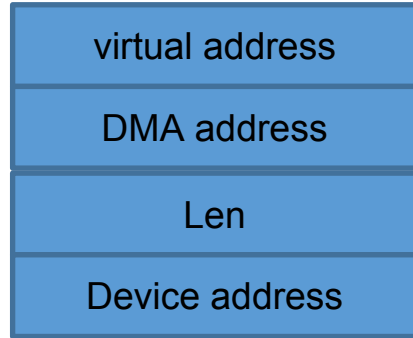 virtual address
DMA address
Len
Device address